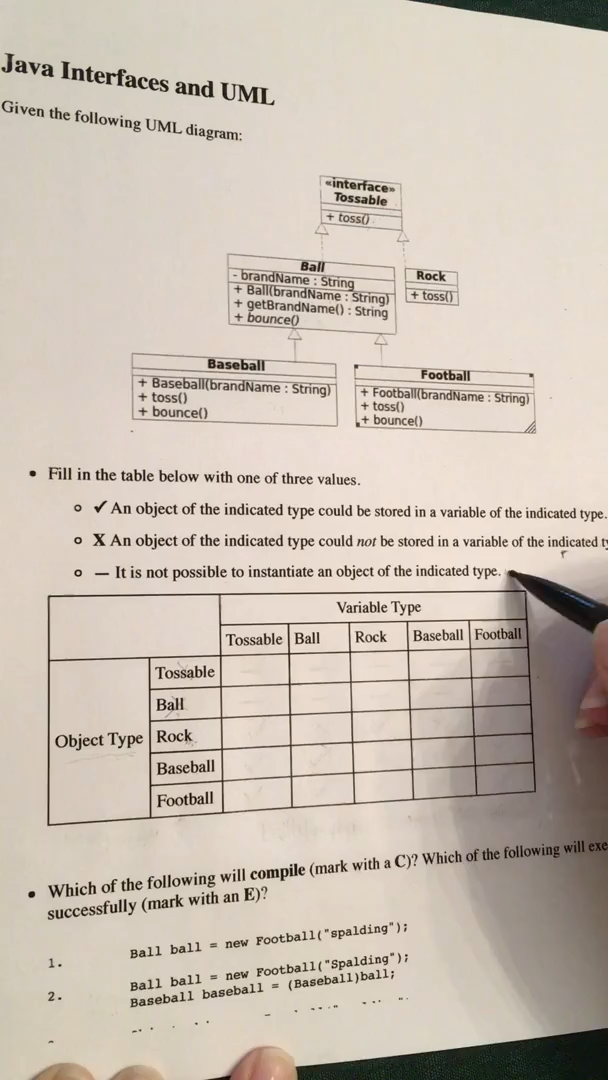 Java Interfaces and UML
Given the following UML diagram:
«interface»
Tossable
+ toss()
Ball
- brandName : String
+ Ball(brandName : String)
+ getBrandName() : String
+ bounce()
Rock
+ toss()
Baseball
+ Baseball(brandName : String)
+ toss()
+ bounce()
Football
+ Football(brandName : String)
+ toss()
+ bounce()
• Fill in the table below with one of three values.
○ ✓ An object of the indicated type could be stored in a variable of the indicated type.
○ X An object of the indicated type could not be stored in a variable of the indicated
○ — It is not possible to instantiate an object of the indicated type.
Variable Type
Tossable Ball Rock Baseball Football
Object Type
Tossable
Ball
Rock
Baseball
Football
• Which of the following will compile (mark with a C)? Which of the following will
successfully (mark with an E)?
1. Ball ball = new Football("spalding");
2. Ball ball = new Football("Spalding");
Baseball baseball = (Baseball)ball;